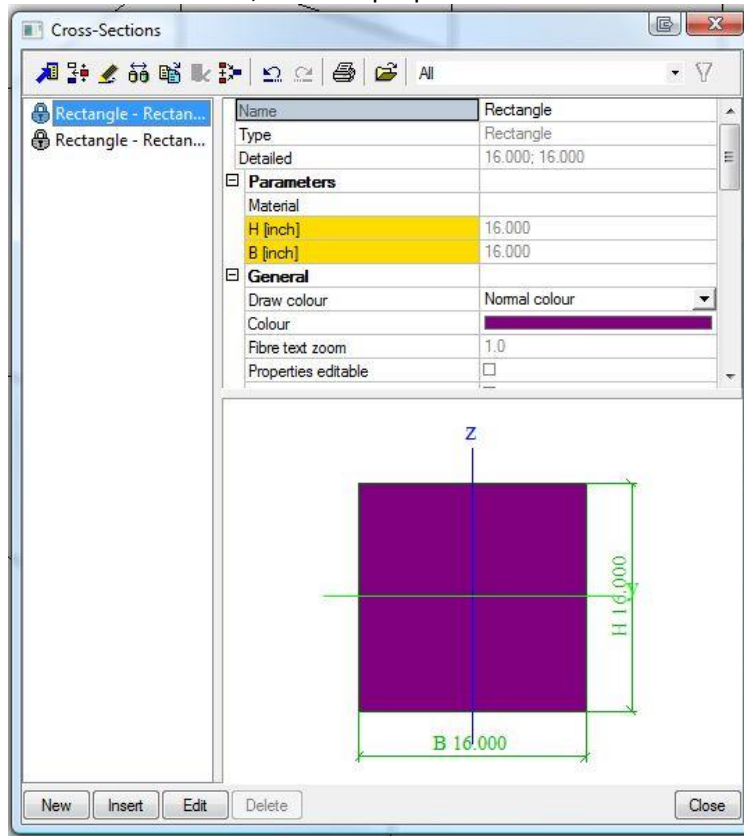 Cross-Sections
All
Rectangle - Rectan...
Rectangle - Rectan...
Name Rectangle
Type Rectangle
Detailed 16.000; 16.000
Parameters
Material
H [inch] 16.000
B [inch] 16.000
General
Draw colour Normal colour
Colour
Fibre text zoom 1.0
Properties editable
z
y
H 16.000
B 16.000
New Insert Edit Delete Close